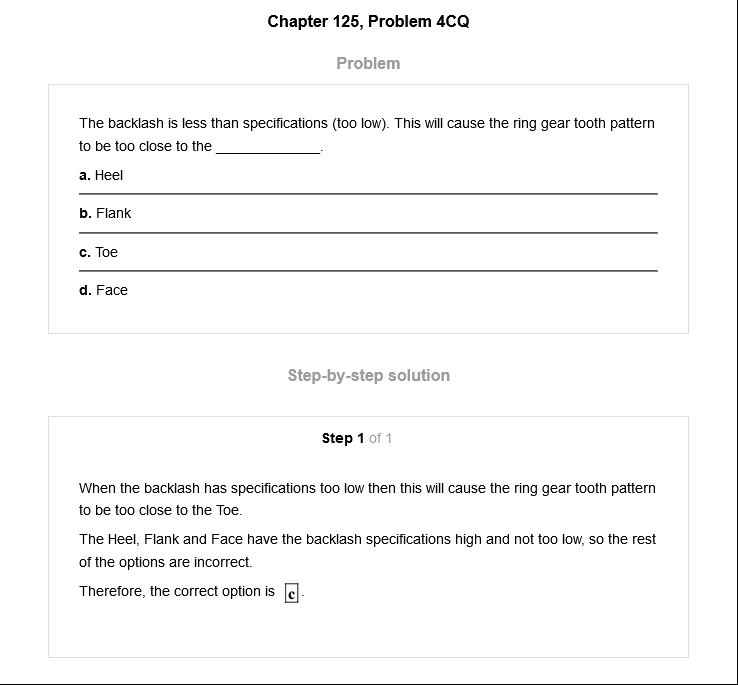 Chapter 125, Problem 4CQ
Problem
The backlash is less than specifications (too low). This will cause the ring gear tooth pattern
to be too close to the ______________.
a. Heel
b. Flank
c. Toe
d. Face
Step-by-step solution
Step 1 of 1
When the backlash has specifications too low then this will cause the ring gear tooth pattern
to be too close to the Toe.
The Heel, Flank and Face have the backlash specifications high and not too low, so the rest
of the options are incorrect.
Therefore, the correct option is c.